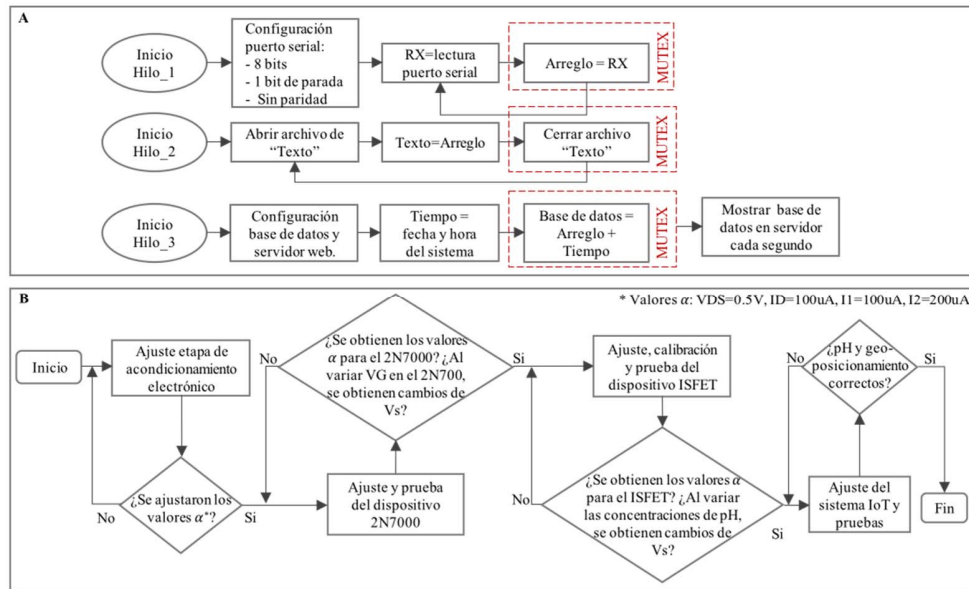 A
Inicio
Hilo_1
Configuración
puerto serial:
- 8 bits
- 1 bit de parada
- Sin paridad
RX=lectura
puerto serial
Arreglo = RX
MUTEX
Inicio
Hilo_2
Abrir archivo de
“Texto”
Texto=Arreglo
Cerrar archivo
“Texto”
MUTEX
Inicio
Hilo_3
Configuración
base de datos y
servidor web.
Tiempo =
fecha y hora
del sistema
Base de datos =
Arreglo +
Tiempo
MUTEX
Mostrar base de
datos en servidor
cada segundo
B
* Valores α: VDS=0.5V, ID=100uA, I1=100uA, I2=200uA
Inicio
Ajuste etapa de
acondicionamiento
electrónico
¿Se ajustaron los
valores α*?
No
Si
Ajuste y prueba
del dispositivo
2N7000
¿Se obtienen los valores
α para el 2N7000? ¿Al
variar VG en el 2N700,
se obtienen cambios de
Vs?
No
Si
Ajuste, calibración
y prueba del
dispositivo ISFET
¿Se obtienen los valores α
para el ISFET? ¿Al variar
las concentraciones de pH,
se obtienen cambios de
Vs?
No
Si
Ajuste del
sistema IoT y
pruebas
¿pH y geo-
posicionamiento
correctos?
No
Si
Fin